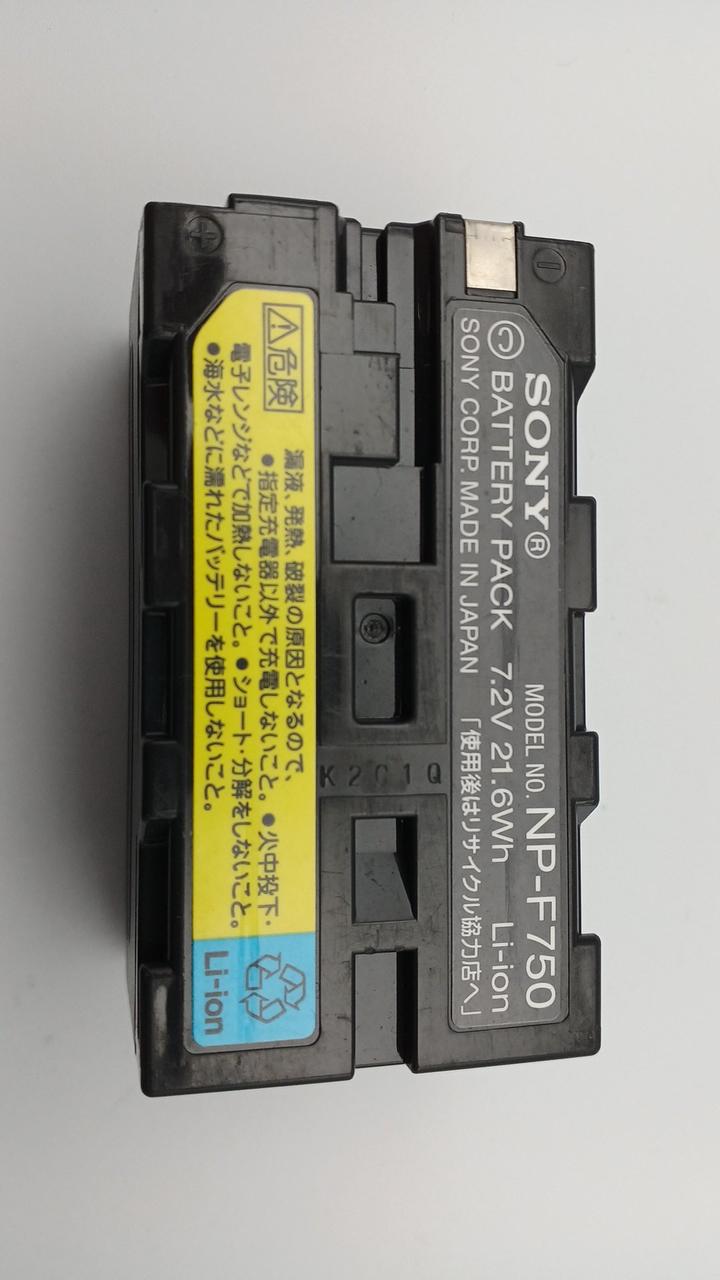 SONY® MODEL NO. NP-F750
BATTERY PACK 7.2V 21.6Wh Li-ion
SONY CORP. MADE IN JAPAN 「使用後はリサイクル協力店へ」
K2C1Q
⚠危険
漏液、発熱、破裂の原因となるので、
●指定充電器以外で充電しないこと。●火中投下・
電子レンジなどで加熱しないこと。●ショート・分解をしないこと。
●海水などに濡れたバッテリーを使用しないこと。
Li-ion
+
-